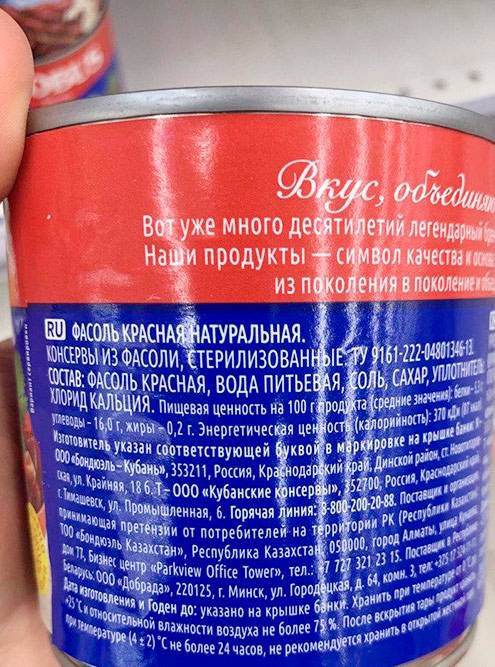 Вкус,
Вот уже много десятилетий легендарный
Наши продукты — символ качества и
из поколения в поколение и
Вариант сервировки
RU ФАСОЛЬ КРАСНАЯ НАТУРАЛЬНАЯ.
КОНСЕРВЫ ИЗ ФАСОЛИ, СТЕРИЛИЗОВАННЫЕ. ТУ 9161-222-04801346-13.
СОСТАВ: ФАСОЛЬ КРАСНАЯ, ВОДА ПИТЬЕВАЯ, СОЛЬ, САХАР, УПЛОТНИТЕЛЬ
ХЛОРИД КАЛЬЦИЯ. Пищевая ценность на 100 г продукта (средние значения): белки –
углеводы – 16,0 г, жиры – 0,2 г. Энергетическая ценность (калорийность): 370 кДж
Изготовитель указан соответствующей буквой в маркировке на крышке банки:
ООО «Бондюэль – Кубань», 353211, Россия, Краснодарский край, Динской район, ст.
ская, ул. Крайняя, 18 б. Т – ООО «Кубанские консервы», 352700, Россия, Краснодарский
г. Тимашевск, ул. Промышленная, 6. Горячая линия: 8-800-200-20-88. Поставщик и
принимающая претензии от потребителей на территории РК (Республики Казахстан
ТОО «Бондюэль Казахстан», Республика Казахстан, 050000, город Алматы, улица
дом 77, Бизнес центр «Parkview Office Tower», тел.: +7 727 321 23 15. Поставщик в
Беларусь: ООО «Добрада», 220125, г. Минск, ул. Городецкая, д. 64, комн. 3, тел:
Дата изготовления и Годен до: указано на крышке банки. Хранить при температуре от
+25 °C и относительной влажности воздуха не более 75 %. После вскрытия тары продукт
при температуре (4 ± 2) °C не более 24 часов, не рекомендуется хранить в открытой